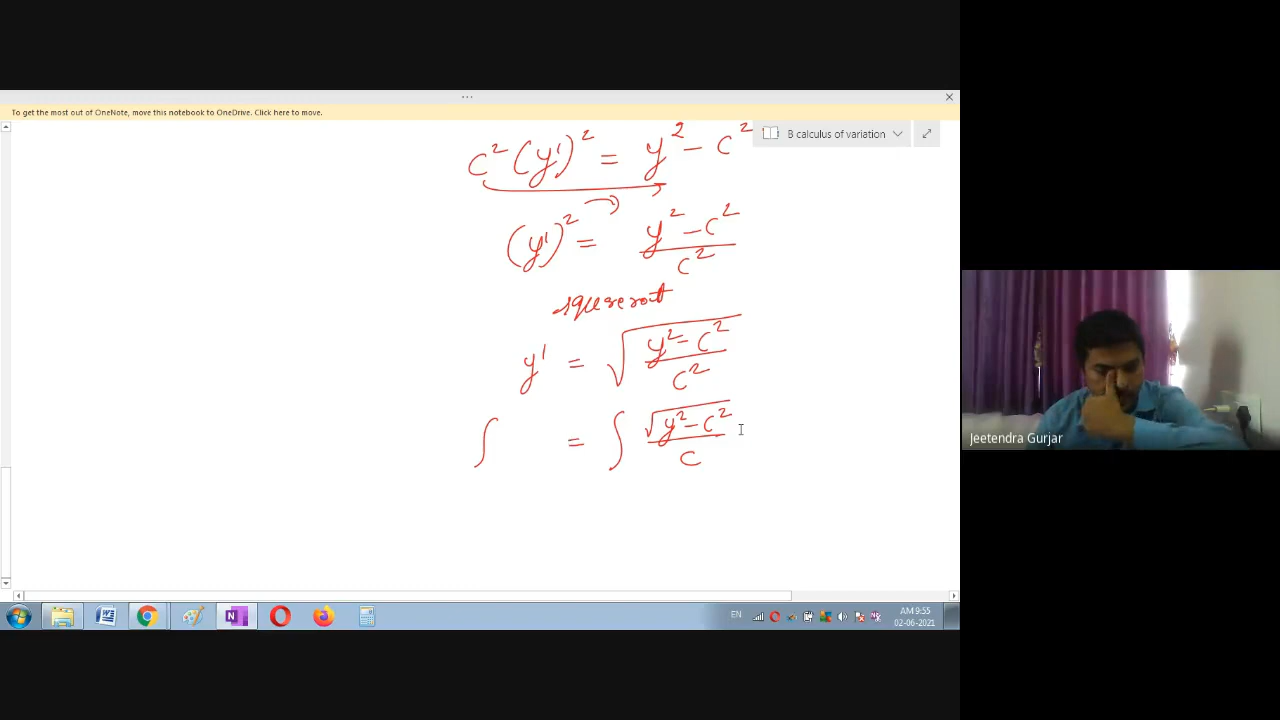 To get the most out of OneNote, move this notebook to OneDrive. Click here to move.
B calculus of variation
c² (y')² = y² - c²
(y')² = y² - c² / c²
square root
y' = √(y² - c² / c²)
∫ = ∫ √(y² - c²) / c
Jeetendra Gurjar
EN
AM 9:55
02-06-2021